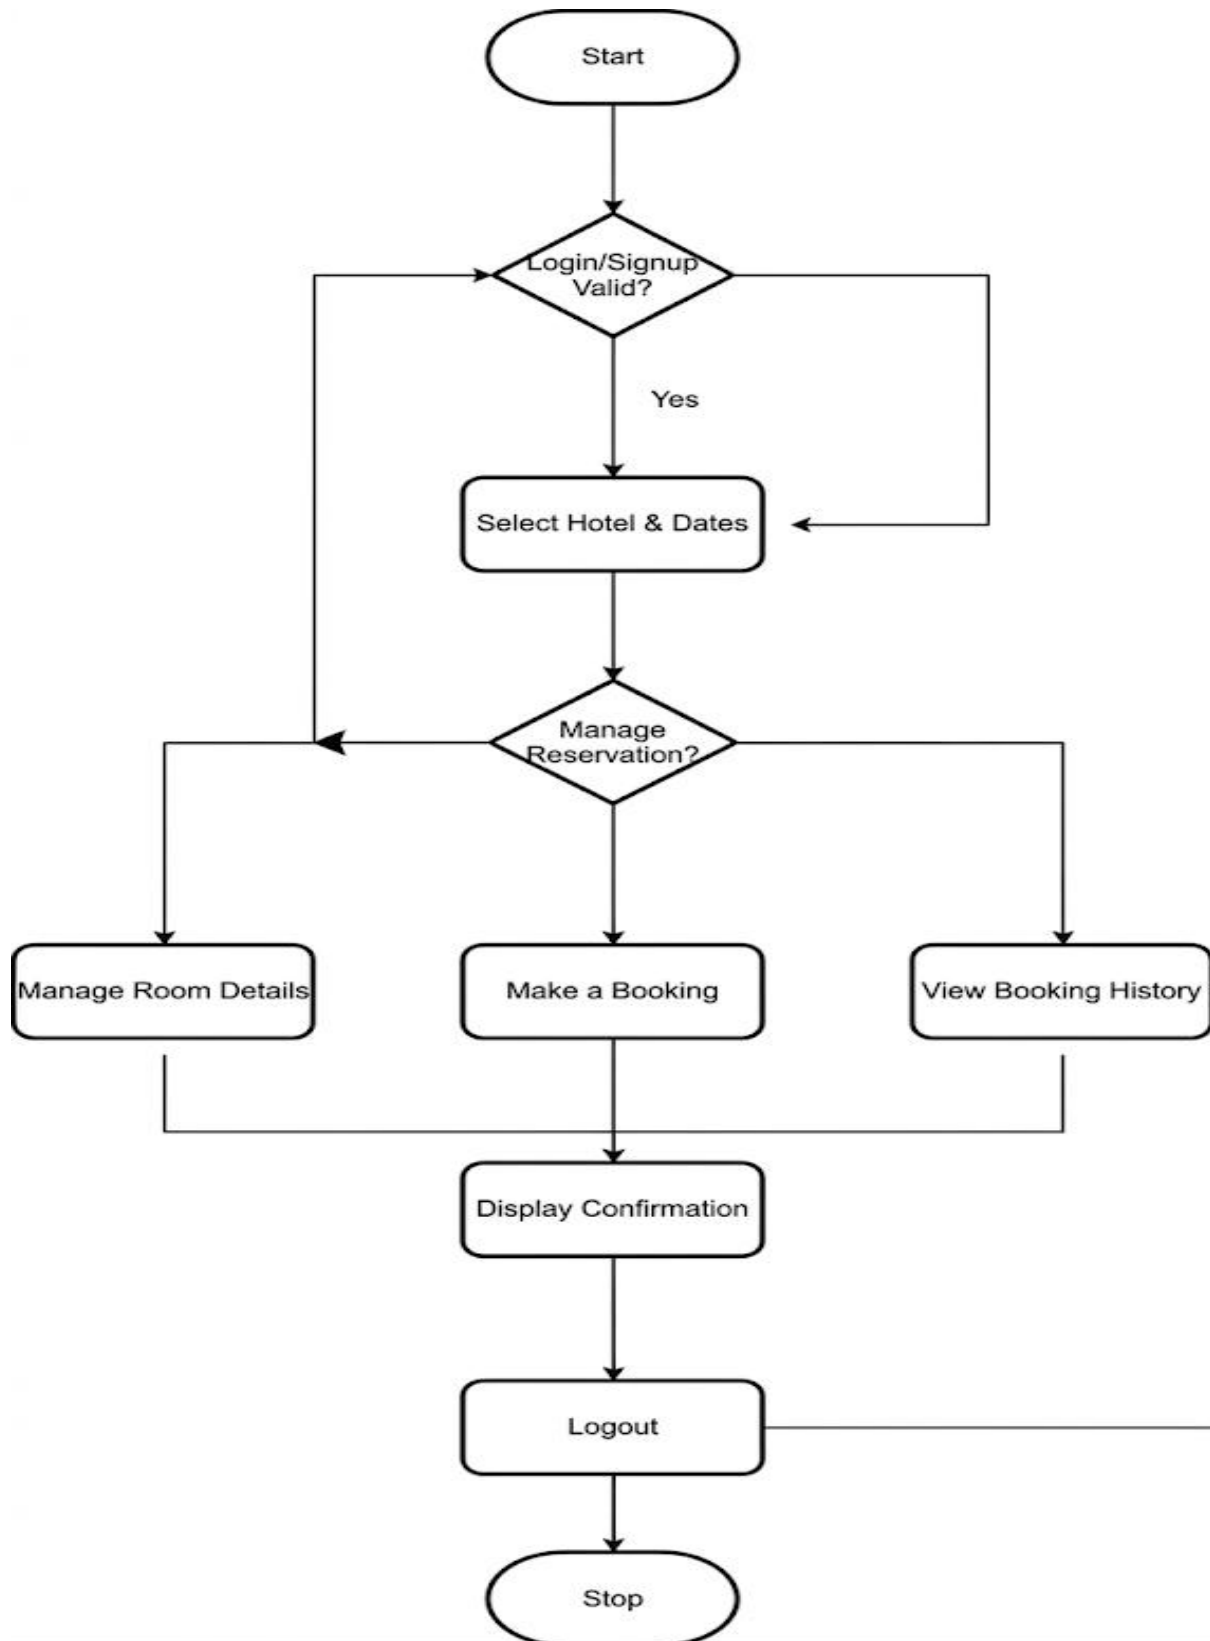 Start
Login/Signup
Valid?
Yes
Select Hotel & Dates
Manage
Reservation?
Manage Room Details
Make a Booking
View Booking History
Display Confirmation
Logout
Stop